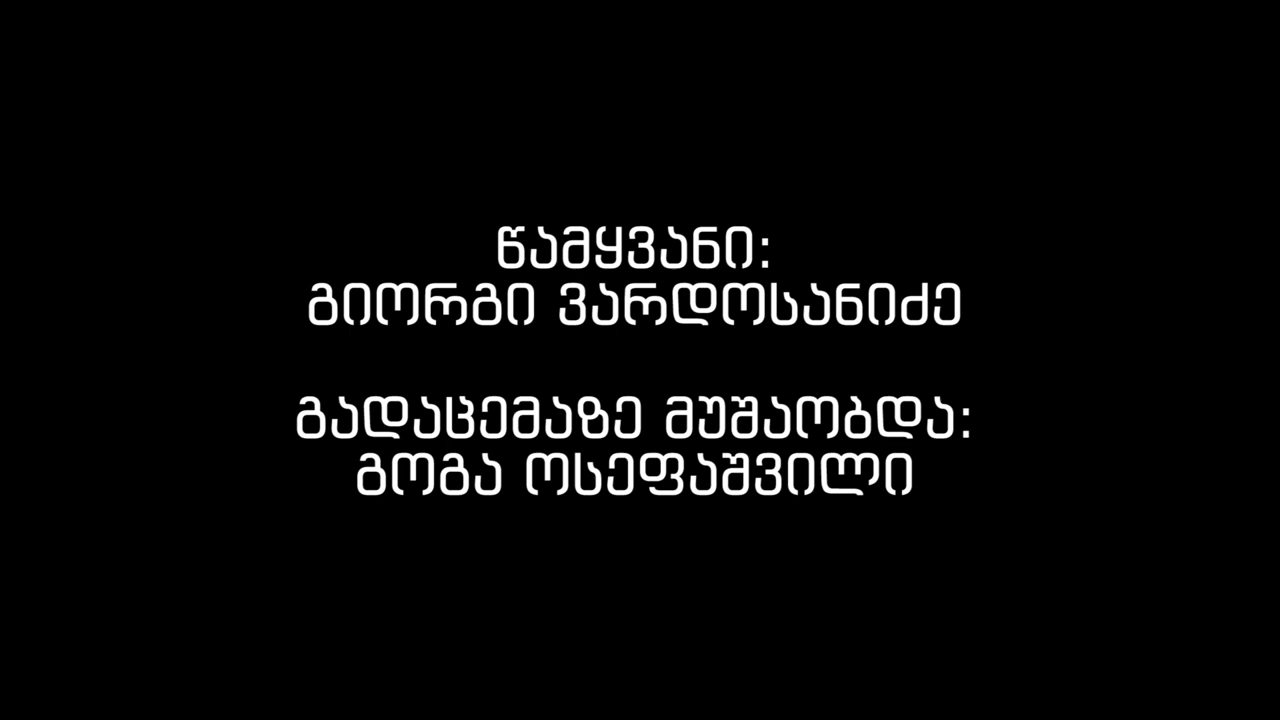 წამყვანი:
გიორგი ვარდოსანიძე
გადაცემაზე მუშაობდა:
გოგა ოსეფაშვილი